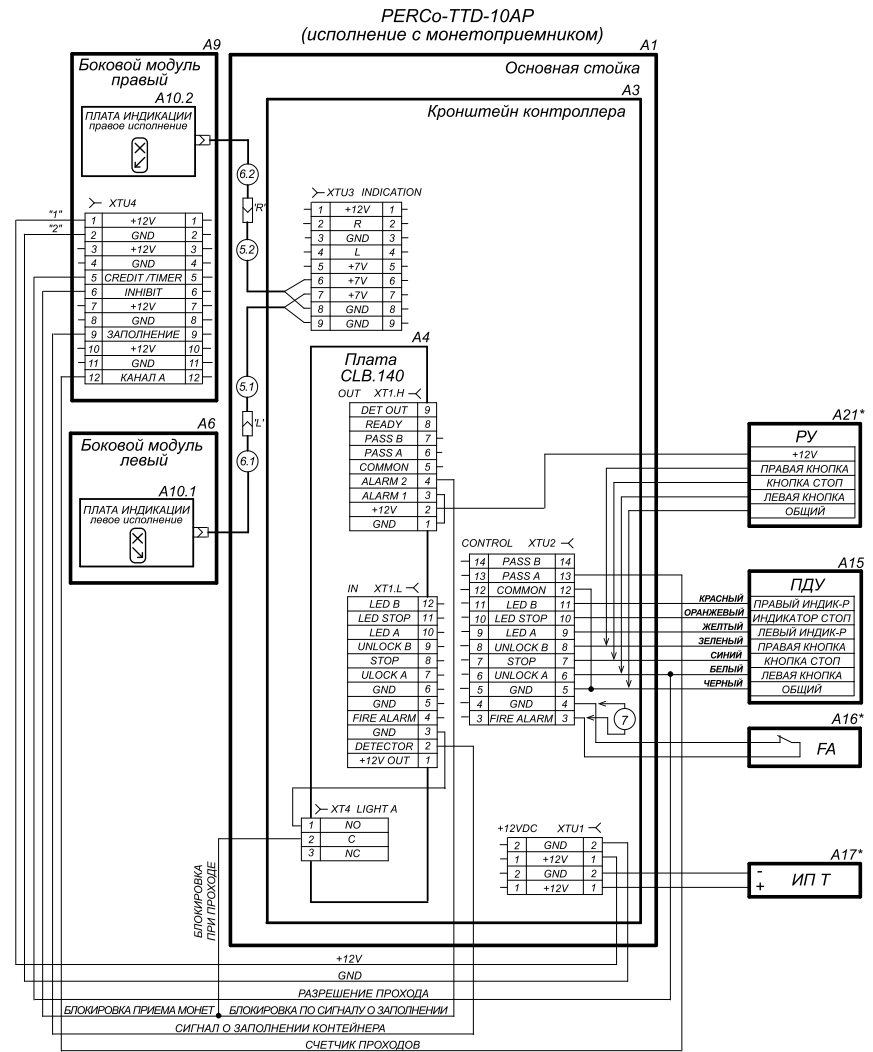 PERCo-TTD-10AP
(исполнение с монетоприемником)
A9
Боковой модуль
правый
A10.2
ПЛАТА ИНДИКАЦИИ
правое исполнение
XTU4
"1"
"2"
1 +12V 1
2 GND 2
3 +12V 3
4 GND 4
5 CREDIT /TIMER 5
6 INHIBIT 6
7 +12V 7
8 GND 8
9 ЗАПОЛНЕНИЕ 9
10 +12V 10
11 GND 11
12 КАНАЛ А 12
A6
Боковой модуль
левый
A10.1
ПЛАТА ИНДИКАЦИИ
левое исполнение
6.2
'R'
5.2
5.1
'L'
6.1
A1
Основная стойка
A3
Кронштейн контроллера
XTU3 INDICATION
1 +12V 1
2 R 2
3 GND 3
4 L 4
5 +7V 5
6 +7V 6
7 +7V 7
8 GND 8
9 GND 9
A4
Плата
CLB.140
OUT XT1.H
DET OUT 9
READY 8
PASS B 7
PASS A 6
COMMON 5
ALARM 2 4
ALARM 1 3
+12V 2
GND 1
IN XT1.L
LED B 12
LED STOP 11
LED A 10
UNLOCK B 9
STOP 8
ULOCK A 7
GND 6
GND 5
FIRE ALARM 4
GND 3
DETECTOR 2
+12V OUT 1
XT4 LIGHT A
1 NO
2 C
3 NC
CONTROL XTU2
14 PASS B 14
13 PASS A 13
12 COMMON 12
11 LED B 11
10 LED STOP 10
9 LED A 9
8 UNLOCK B 8
7 STOP 7
6 UNLOCK A 6
5 GND 5
4 GND 4
3 FIRE ALARM 3
7
+12VDC XTU1
2 GND 2
1 +12V 1
2 GND 2
1 +12V 1
A21*
РУ
+12V
ПРАВАЯ КНОПКА
КНОПКА СТОП
ЛЕВАЯ КНОПКА
ОБЩИЙ
A15
ПДУ
КРАСНЫЙ ПРАВЫЙ ИНДИК-Р
ОРАНЖЕВЫЙ ИНДИКАТОР СТОП
ЖЕЛТЫЙ ЛЕВЫЙ ИНДИК-Р
ЗЕЛЕНЫЙ ПРАВАЯ КНОПКА
СИНИЙ КНОПКА СТОП
БЕЛЫЙ ЛЕВАЯ КНОПКА
ЧЕРНЫЙ ОБЩИЙ
A16*
FA
A17*
- ИП Т
+
БЛОКИРОВКА
ПРИ ПРОХОДЕ
+12V
GND
РАЗРЕШЕНИЕ ПРОХОДА
БЛОКИРОВКА ПРИЕМА МОНЕТ БЛОКИРОВКА ПО СИГНАЛУ О ЗАПОЛНЕНИИ
СИГНАЛ О ЗАПОЛНЕНИИ КОНТЕЙНЕРА
СЧЕТЧИК ПРОХОДОВ